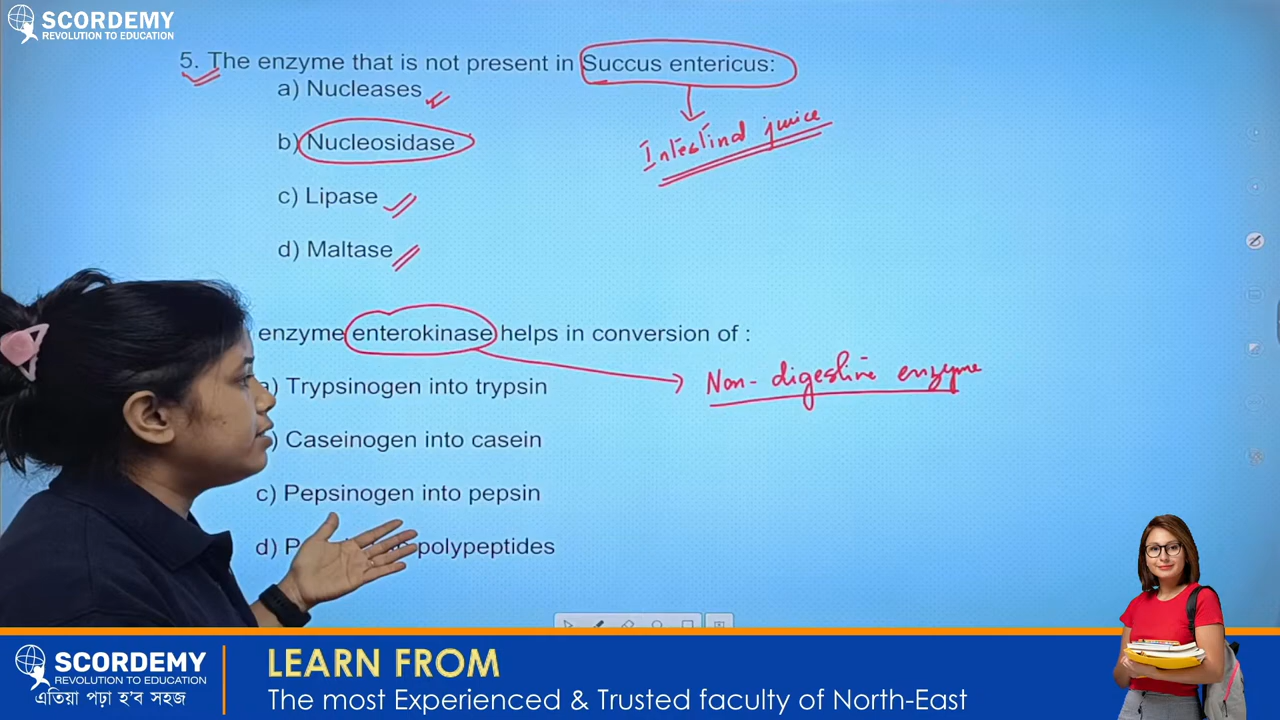 SCORDEMY
REVOLUTION TO EDUCATION
5. The enzyme that is not present in Succus entericus:
a) Nucleases
Intestinal juice
b) Nucleosidase
c) Lipase
d) Maltase
enzyme enterokinase helps in conversion of :
Non-digestive enzyme
a) Trypsinogen into trypsin
) Caseinogen into casein
c) Pepsinogen into pepsin
d) polypeptides
SCORDEMY
REVOLUTION TO EDUCATION
এতিয়া পঢ়া হ'ব সহজ
LEARN FROM
The most Experienced & Trusted faculty of North-East